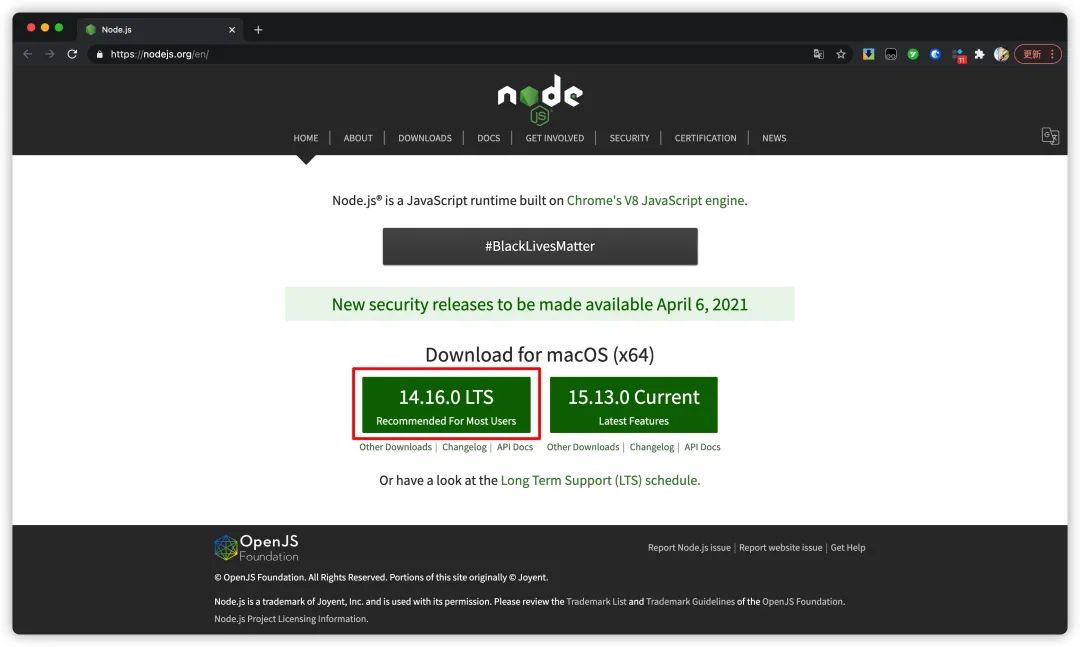 Node.js
https://nodejs.org/en/
11
更新
node
JS
HOME | ABOUT | DOWNLOADS | DOCS | GET INVOLVED | SECURITY | CERTIFICATION | NEWS
Node.js® is a JavaScript runtime built on Chrome's V8 JavaScript engine.
#BlackLivesMatter
New security releases to be made available April 6, 2021
Download for macOS (x64)
14.16.0 LTS
Recommended For Most Users
15.13.0 Current
Latest Features
Other Downloads | Changelog | API Docs
Other Downloads | Changelog | API Docs
Or have a look at the Long Term Support (LTS) schedule.
OpenJS
Foundation
Report Node.js issue | Report website issue | Get Help
© OpenJS Foundation. All Rights Reserved. Portions of this site originally © Joyent.
Node.js is a trademark of Joyent, Inc. and is used with its permission. Please review the Trademark List and Trademark Guidelines of the OpenJS Foundation.
Node.js Project Licensing Information.